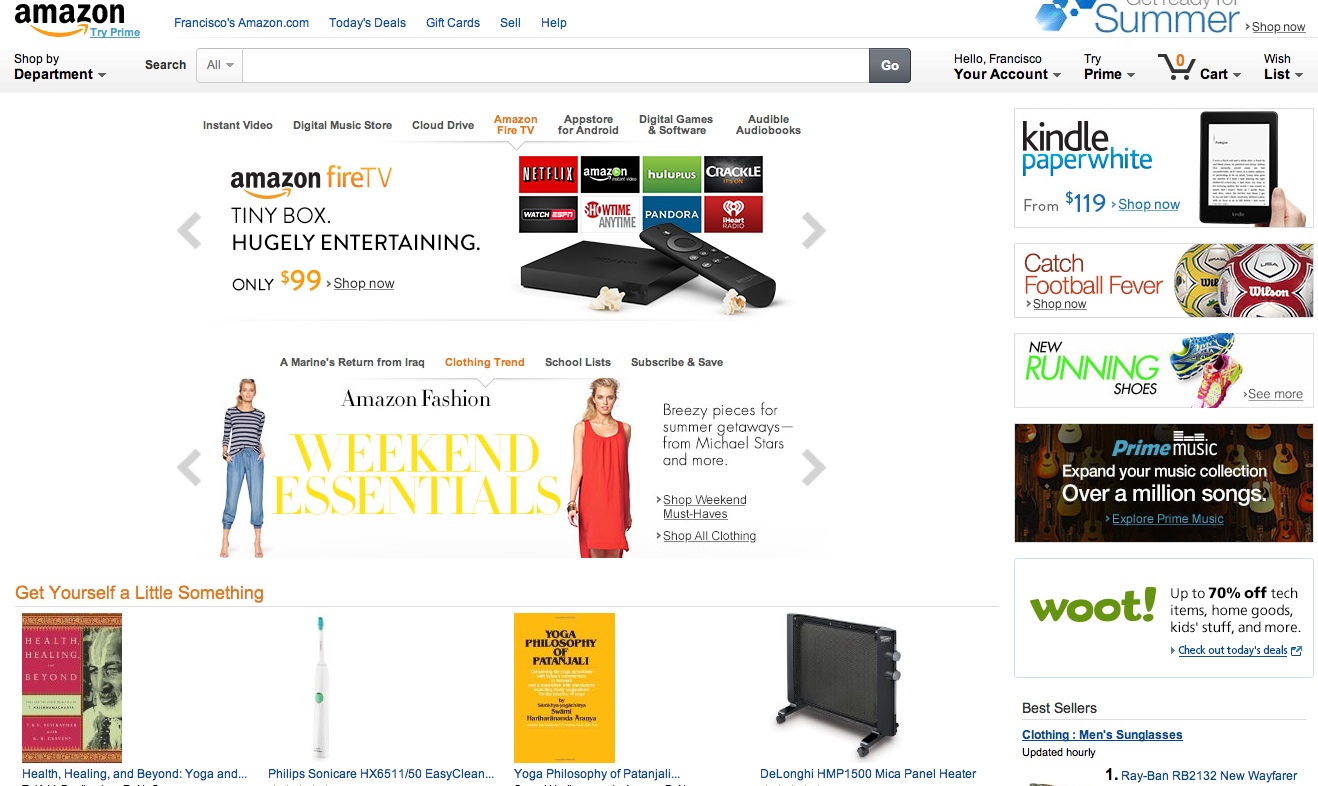 amazon
Try Prime
Francisco's Amazon.com Today's Deals Gift Cards Sell Help
Get ready for
Summer
Shop now
Shop by
Department
Search All Go
Hello, Francisco
Your Account
Try
Prime
0
Cart
Wish
List
Instant Video
Digital Music Store
Cloud Drive
Amazon
Fire TV
Appstore
for Android
Digital Games
& Software
Audible
Audiobooks
amazon fireTV
TINY BOX.
HUGELY ENTERTAINING.
ONLY $99 Shop now
NETFLIX
amazon
instant video
huluPLUS
CRACKLE
IT'S ON
WATCH ESPN
SHOWTIME
ANYTIME
PANDORA
iHeart
RADIO
kindle
paperwhite
From $119 Shop now
kindle
Catch
Football Fever
Shop now
USA
Wilson
NEW
RUNNING
SHOES
See more
A Marine's Return from Iraq Clothing Trend School Lists Subscribe & Save
Amazon Fashion
WEEKEND
ESSENTIALS
Breezy pieces for
summer getaways—
from Michael Stars
and more.
Shop Weekend
Must-Haves
Shop All Clothing
Prime music
Expand your music collection
Over a million songs.
Explore Prime Music
woot!
Up to 70% off tech
items, home goods,
kids' stuff, and more.
Check out today's deals
Get Yourself a Little Something
HEALTH,
HEALING,
AND
BEYOND
YOGA
PHILOSOPHY
OF
PATANJALI
by
Swāmi
Hariharānanda Āranya
Health, Healing, and Beyond: Yoga and...
Philips Sonicare HX6511/50 EasyClean...
Yoga Philosophy of Patanjali...
DeLonghi HMP1500 Mica Panel Heater
Best Sellers
Clothing : Men's Sunglasses
Updated hourly
1. Ray-Ban RB2132 New Wayfarer